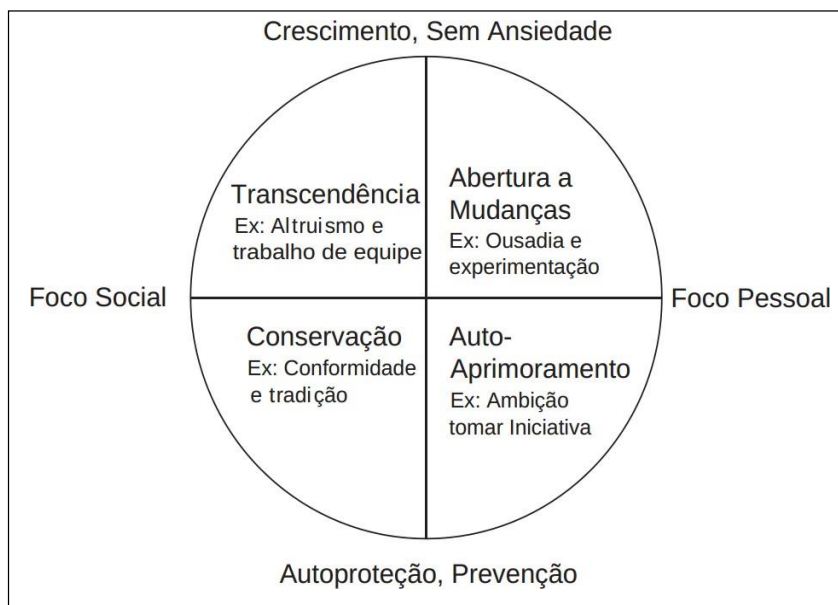 Crescimento, Sem Ansiedade
Transcendência
Ex: Altruismo e
trabalho de equipe
Abertura a
Mudanças
Ex: Ousadia e
experimentação
Foco Social
Foco Pessoal
Conservação
Ex: Conformidade
e tradição
Auto-
Aprimoramento
Ex: Ambição
tomar Iniciativa
Autoproteção, Prevenção